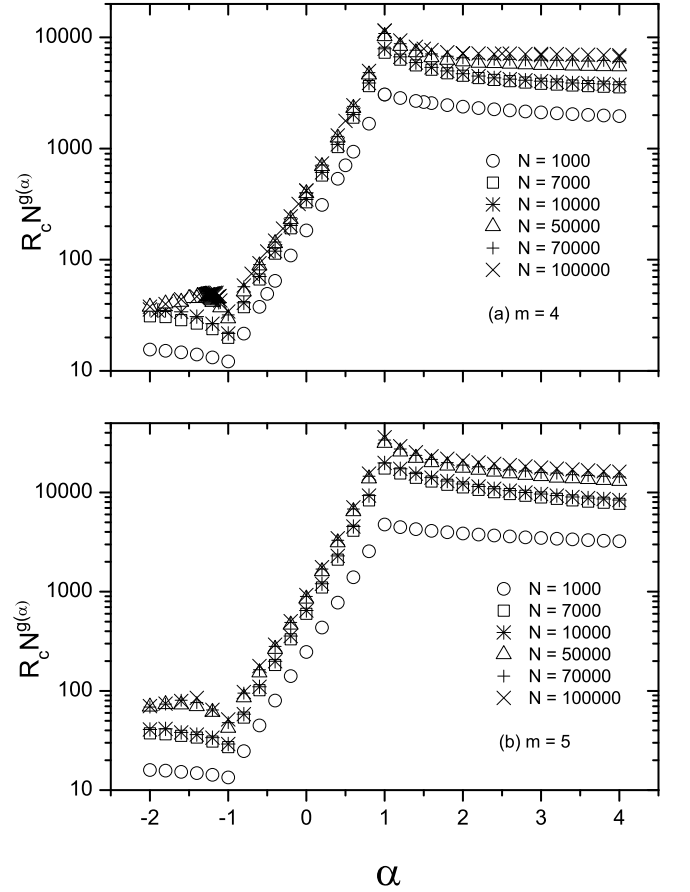 10000
1000
100
10
R_c N^{g(α)}
N = 1000
N = 7000
N = 10000
N = 50000
N = 70000
N = 100000
(a) m = 4
10000
1000
100
10
R_c N^{g(α)}
N = 1000
N = 7000
N = 10000
N = 50000
N = 70000
N = 100000
(b) m = 5
-2 -1 0 1 2 3 4
α